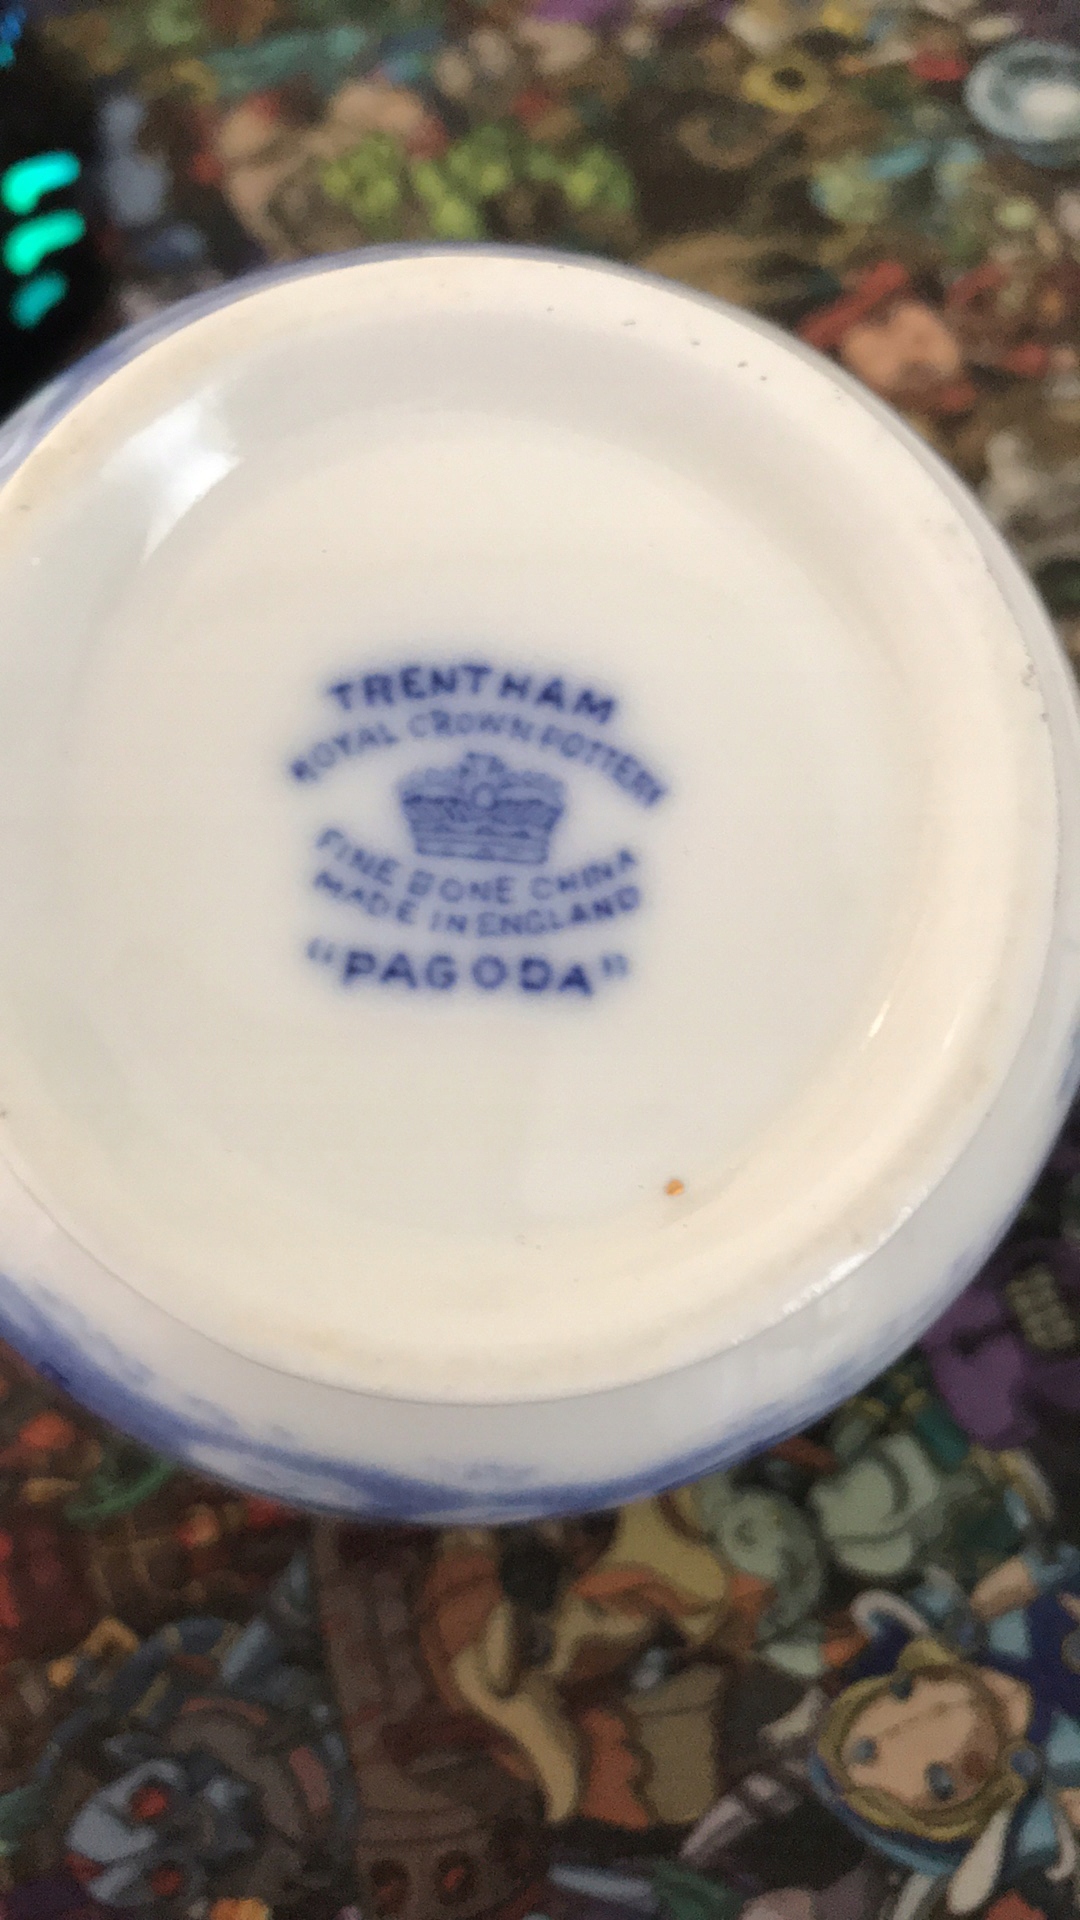 TRENTHAM
ROYAL CROWN POTTERY
FINE BONE CHINA
MADE IN ENGLAND
"PAGODA"